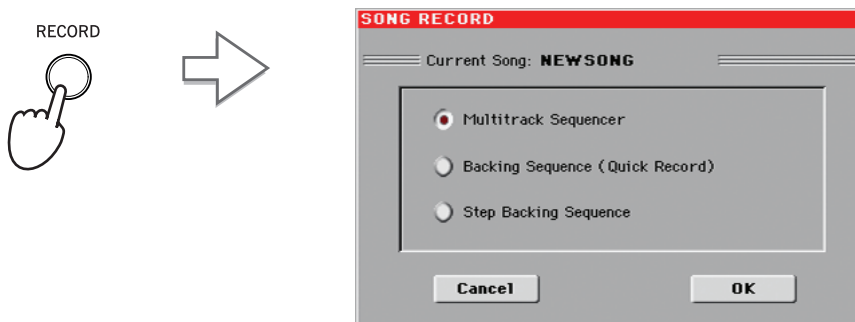 RECORD
SONG RECORD
Current Song: NEWSONG
Multitrack Sequencer
Backing Sequence (Quick Record)
Step Backing Sequence
Cancel
OK